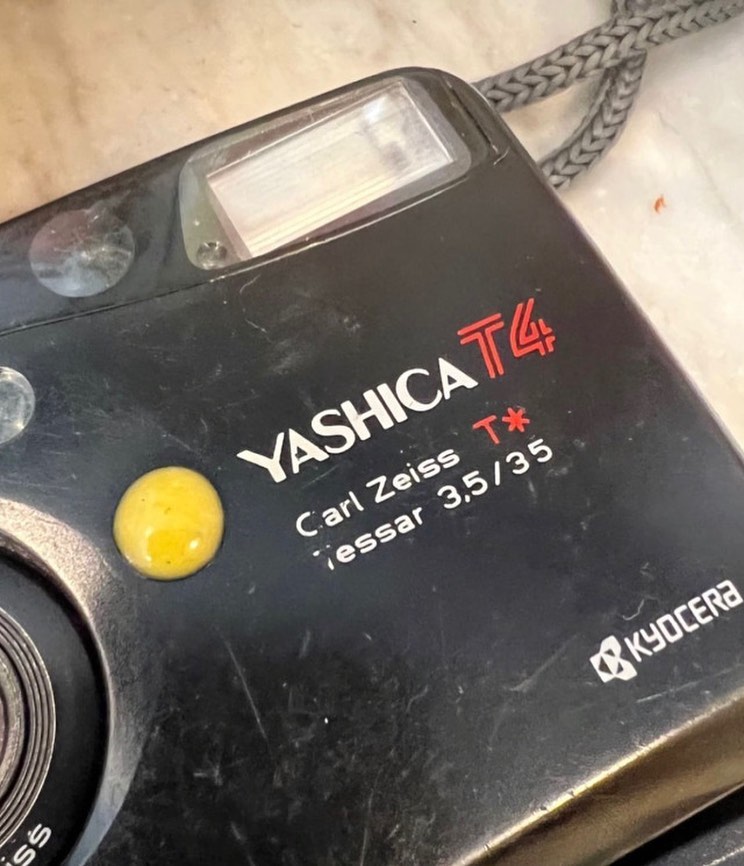 YASHICA T4
Carl Zeiss T*
Tessar 3,5/35
KYOCERA